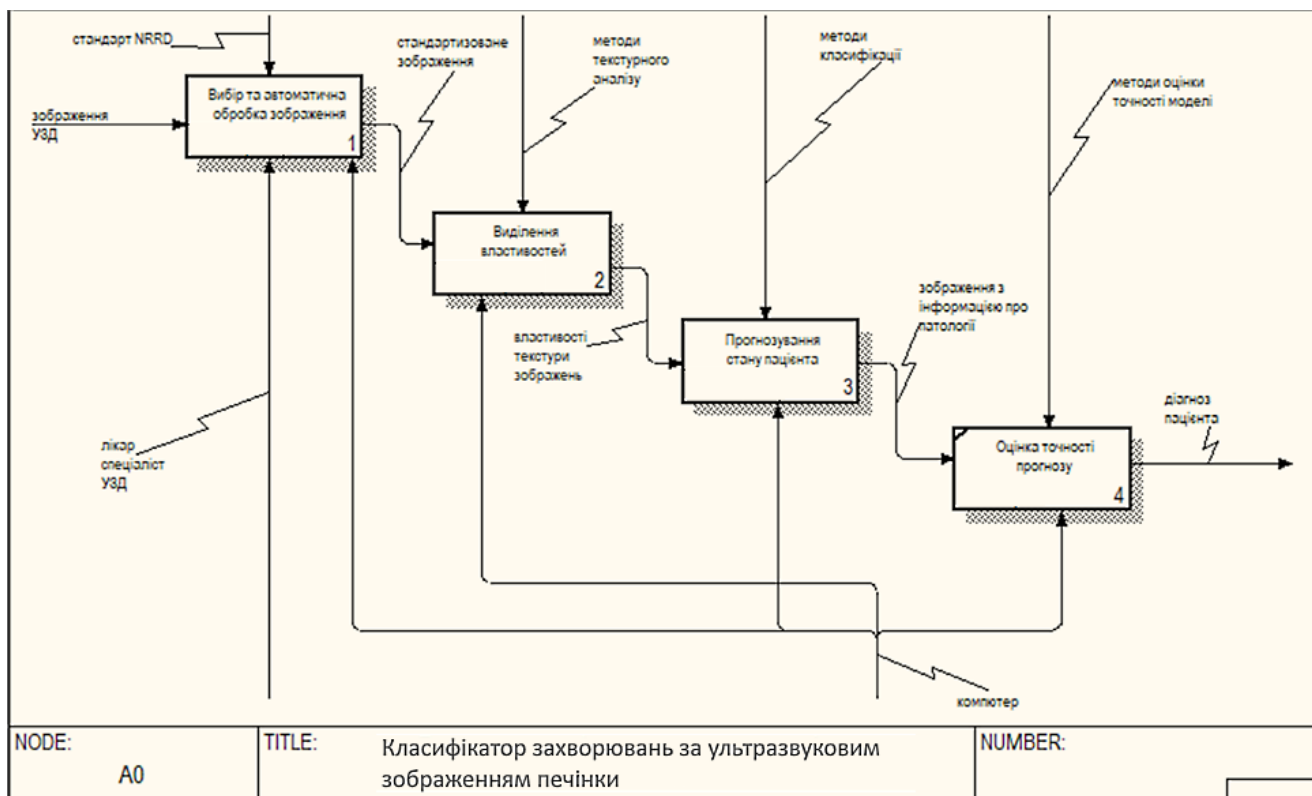 стандарт NRRD
зображення
УЗД
Вибір та автоматична
обробка зображення
1
стандартизоване
зображення
методи
текстурного
аналізу
методи
класифікації
методи оцінки
точності моделі
Виділення
властивостей
2
властивості
текстури
зображень
Прогнозування
стану пацієнта
3
зображення з
інформацією про
патології
Оцінка точності
прогнозу
4
діагноз
пацієнта
лікар
спеціаліст
УЗД
компютер
NODE:
A0
TITLE:
Класифікатор захворювань за ультразвуковим
зображенням печінки
NUMBER: